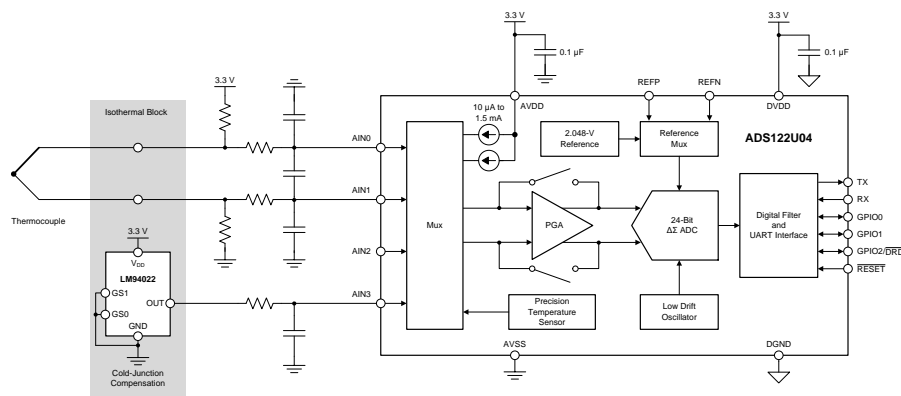 3.3 V
0.1 µF
3.3 V
0.1 µF
3.3 V
Isothermal Block
REFP
REFN
AVDD
DVDD
10 µA to
1.5 mA
2.048-V
Reference
Reference
Mux
ADS122U04
AIN0
AIN1
AIN2
AIN3
Thermocouple
3.3 V
VDD
LM94022
GS1
GS0
OUT
GND
Cold-Junction
Compensation
Mux
PGA
24-Bit
ΔΣ ADC
Digital Filter
and
UART Interface
TX
RX
GPIO0
GPIO1
GPIO2/DRD
RESET
Precision
Temperature
Sensor
Low Drift
Oscillator
AVSS
DGND